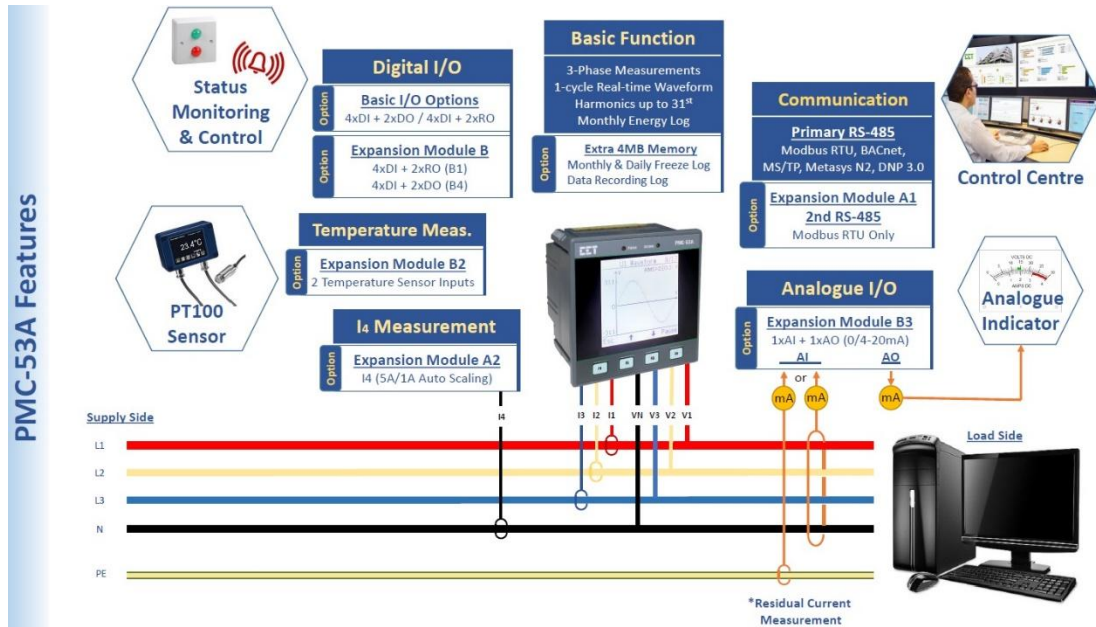 PMC-53A Features
Status
Monitoring
& Control
Digital I/O
Option
Basic I/O Options
4xDI + 2xDO / 4xDI + 2xRO
Option
Expansion Module B
4xDI + 2xRO (B1)
4xDI + 2xDO (B4)
Basic Function
3-Phase Measurements
1-cycle Real-time Waveform
Harmonics up to 31st
Monthly Energy Log
Option
Extra 4MB Memory
Monthly & Daily Freeze Log
Data Recording Log
Communication
Primary RS-485
Modbus RTU, BACnet,
MS/TP, Metasys N2, DNP 3.0
Option
Expansion Module A1
2nd RS-485
Modbus RTU Only
CET
Control Centre
23.4°C
PT100
Sensor
Temperature Meas.
Option
Expansion Module B2
2 Temperature Sensor Inputs
I4 Measurement
Option
Expansion Module A2
I4 (5A/1A Auto Scaling)
CET
PMC-53A
Analogue I/O
Option
Expansion Module B3
1xAI + 1xAO (0/4-20mA)
AI
AO
or
mA
mA
mA
VOLTS DC
AMPS DC
Analogue
Indicator
I4
I3
I2
I1
VN
V3
V2
V1
Supply Side
Load Side
L1
L2
L3
N
PE
*Residual Current
Measurement